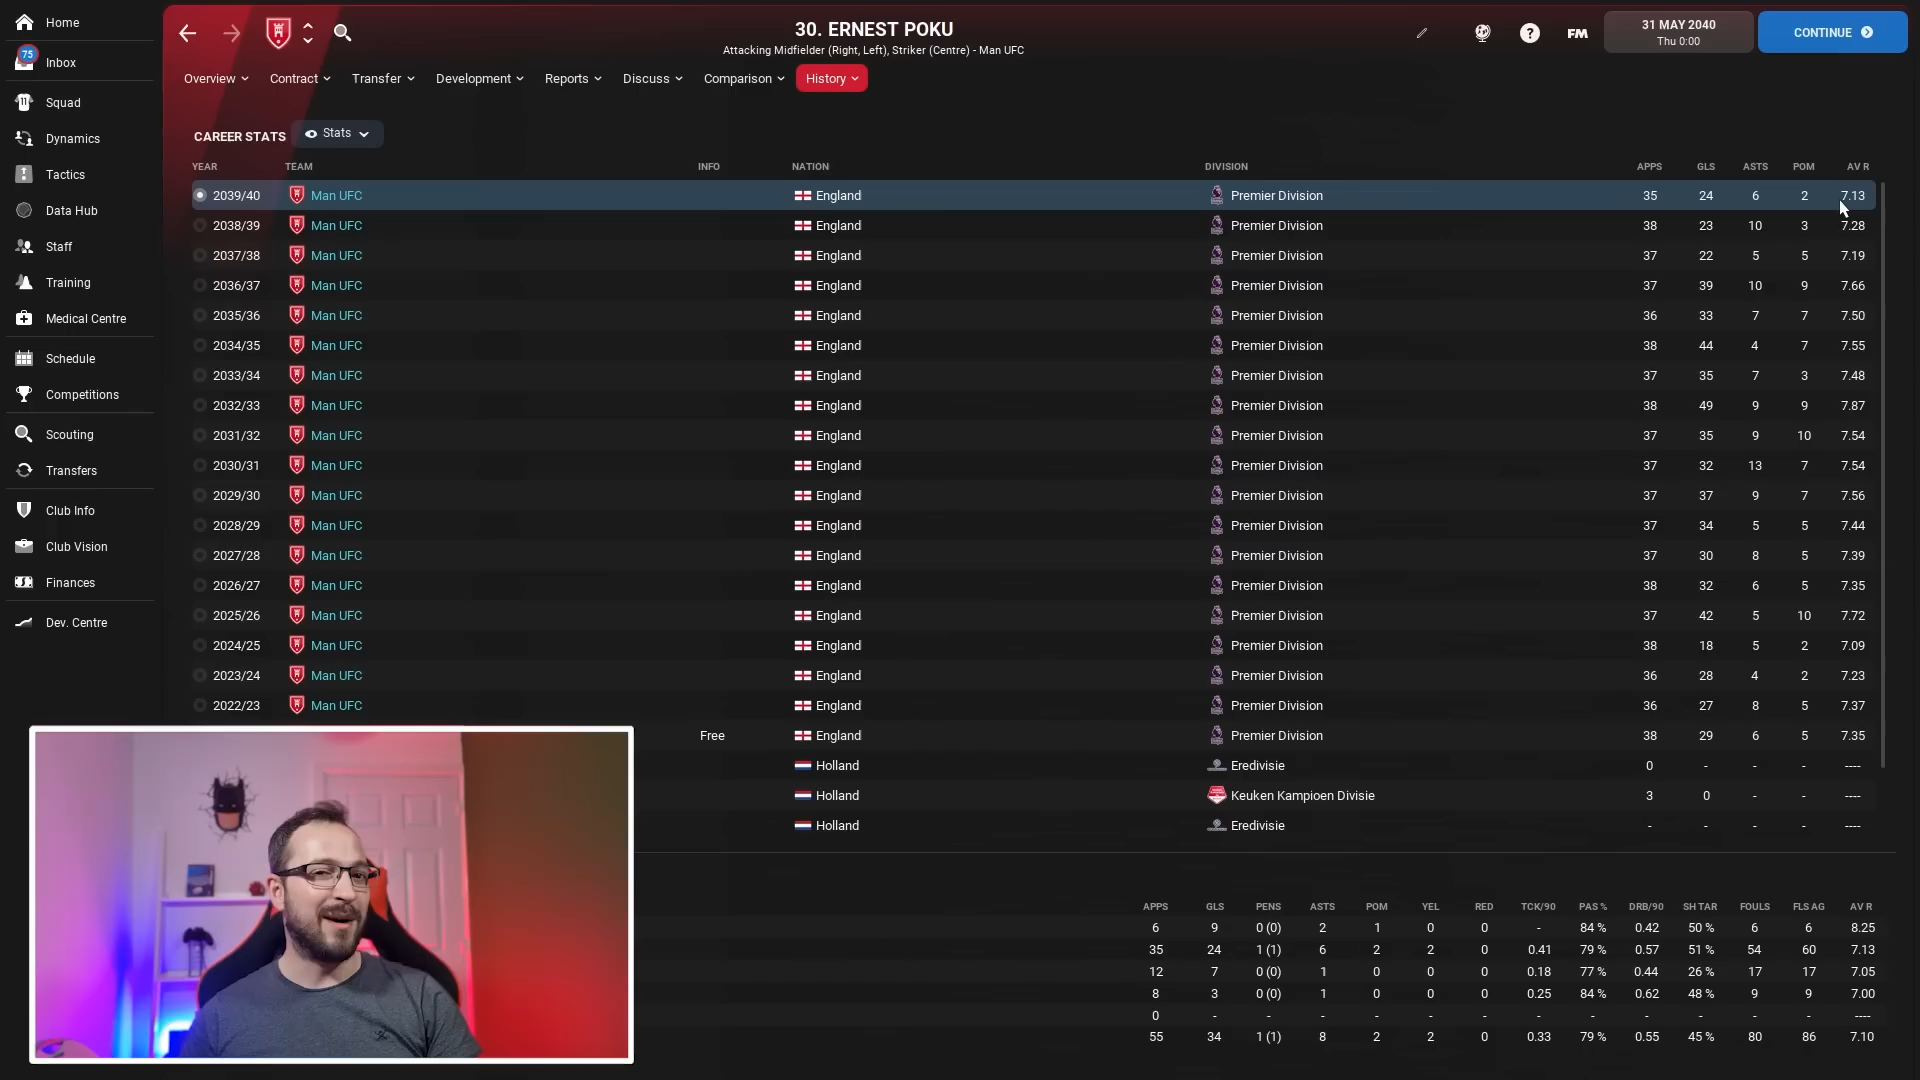 Home
30. ERNEST POKU
Attacking Midfielder (Right, Left), Striker (Centre) - Man UFC
?
FM
31 MAY 2040
Thu 0:00
CONTINUE
75
Inbox
Overview Contract Transfer Development Reports Discuss Comparison History
Squad
Dynamics
Tactics
Data Hub
Staff
Training
Medical Centre
Schedule
Competitions
Scouting
Transfers
Club Info
Club Vision
Finances
Dev. Centre
CAREER STATS Stats
YEAR TEAM INFO NATION DIVISION APPS GLS ASTS POM AV R
2039/40 Man UFC England Premier Division 35 24 6 2 7.13
2038/39 Man UFC England Premier Division 38 23 10 3 7.28
2037/38 Man UFC England Premier Division 37 22 5 5 7.19
2036/37 Man UFC England Premier Division 37 39 10 9 7.66
2035/36 Man UFC England Premier Division 36 33 7 7 7.50
2034/35 Man UFC England Premier Division 38 44 4 7 7.55
2033/34 Man UFC England Premier Division 37 35 7 3 7.48
2032/33 Man UFC England Premier Division 38 49 9 9 7.87
2031/32 Man UFC England Premier Division 37 35 9 10 7.54
2030/31 Man UFC England Premier Division 37 32 13 7 7.54
2029/30 Man UFC England Premier Division 37 37 9 7 7.56
2028/29 Man UFC England Premier Division 37 34 5 5 7.44
2027/28 Man UFC England Premier Division 37 30 8 5 7.39
2026/27 Man UFC England Premier Division 38 32 6 5 7.35
2025/26 Man UFC England Premier Division 37 42 5 10 7.72
2024/25 Man UFC England Premier Division 38 18 5 2 7.09
2023/24 Man UFC England Premier Division 36 28 4 2 7.23
2022/23 Man UFC England Premier Division 36 27 8 5 7.37
Free England Premier Division 38 29 6 5 7.35
Holland Eredivisie 0 - - - ----
Holland Keuken Kampioen Divisie 3 0 - - ----
Holland Eredivisie - - - - ----
APPS GLS PENS ASTS POM YEL RED TCK/90 PAS % DRB/90 SH TAR FOULS FLS AG AV R
6 9 0 (0) 2 1 0 0 - 84 % 0.42 50 % 6 6 8.25
35 24 1 (1) 6 2 2 0 0.41 79 % 0.57 51 % 54 60 7.13
12 7 0 (0) 1 0 0 0 0.18 77 % 0.44 26 % 17 17 7.05
8 3 0 (0) 1 0 0 0 0.25 84 % 0.62 48 % 9 9 7.00
0 - - - - - - - - - - - - ----
55 34 1 (1) 8 2 2 0 0.33 79 % 0.55 45 % 80 86 7.10